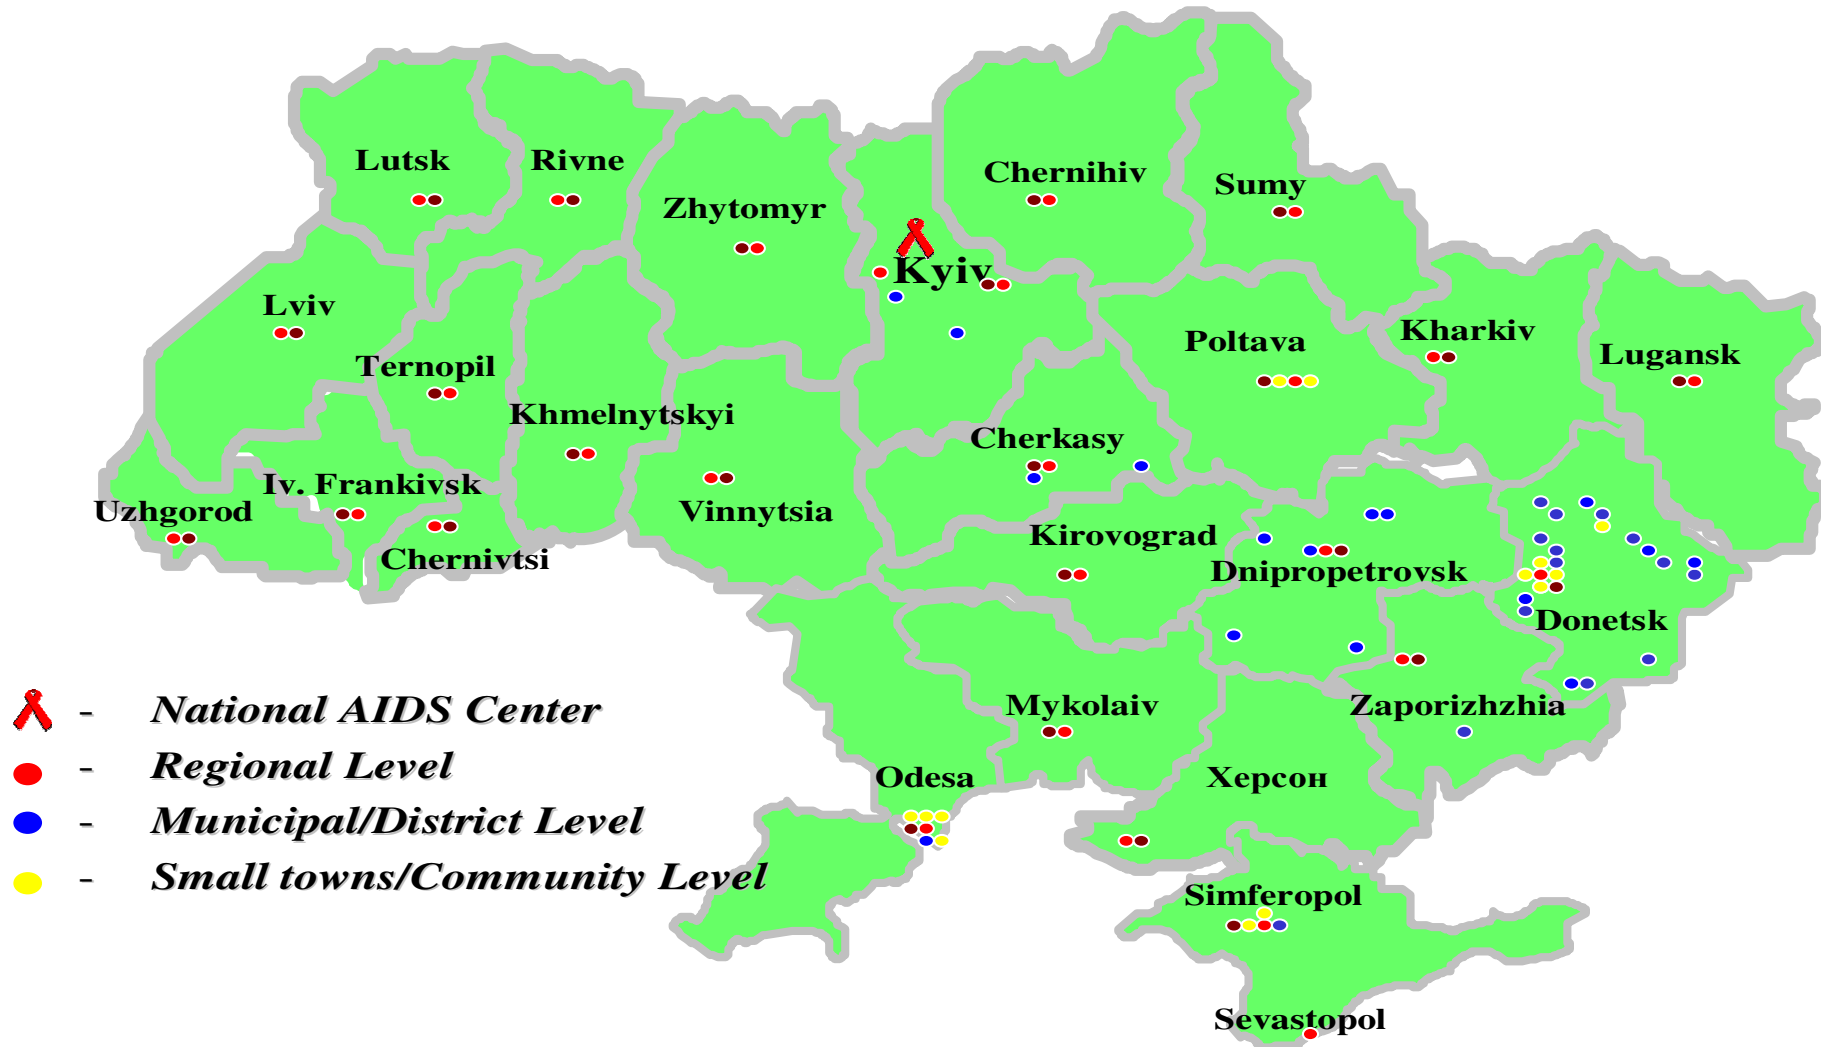 Lutsk
Rivne
Chernihiv
Sumy
Zhytomyr
Kyiv
Lviv
Kharkiv
Poltava
Lugansk
Ternopil
Khmelnytskyi
Cherkasy
Iv. Frankivsk
Uzhgorod
Vinnytsia
Kirovograd
Chernivtsi
Dnipropetrovsk
Donetsk
Mykolaiv
Zaporizhzhia
Odesa
Херсон
Simferopol
Sevastopol
- National AIDS Center
- Regional Level
- Municipal/District Level
- Small towns/Community Level